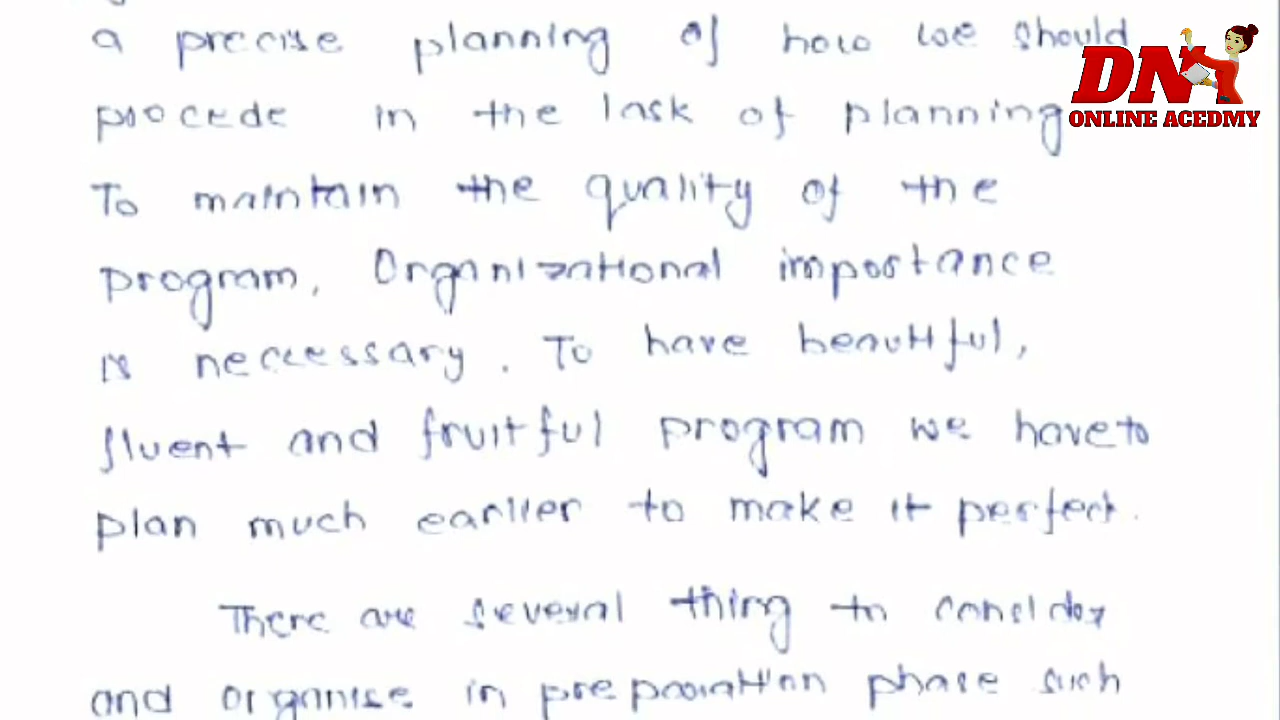 a precise planning of how we should
procede in the lask of planning
To maintain the quality of the
program, Organizational importance
is neccessary. To have beautiful,
fluent and fruitful program we have to
plan much earlier to make it perfect.
There are several thing to consider
and organise in preparation phase such
DNA
ONLINE ACEDMY